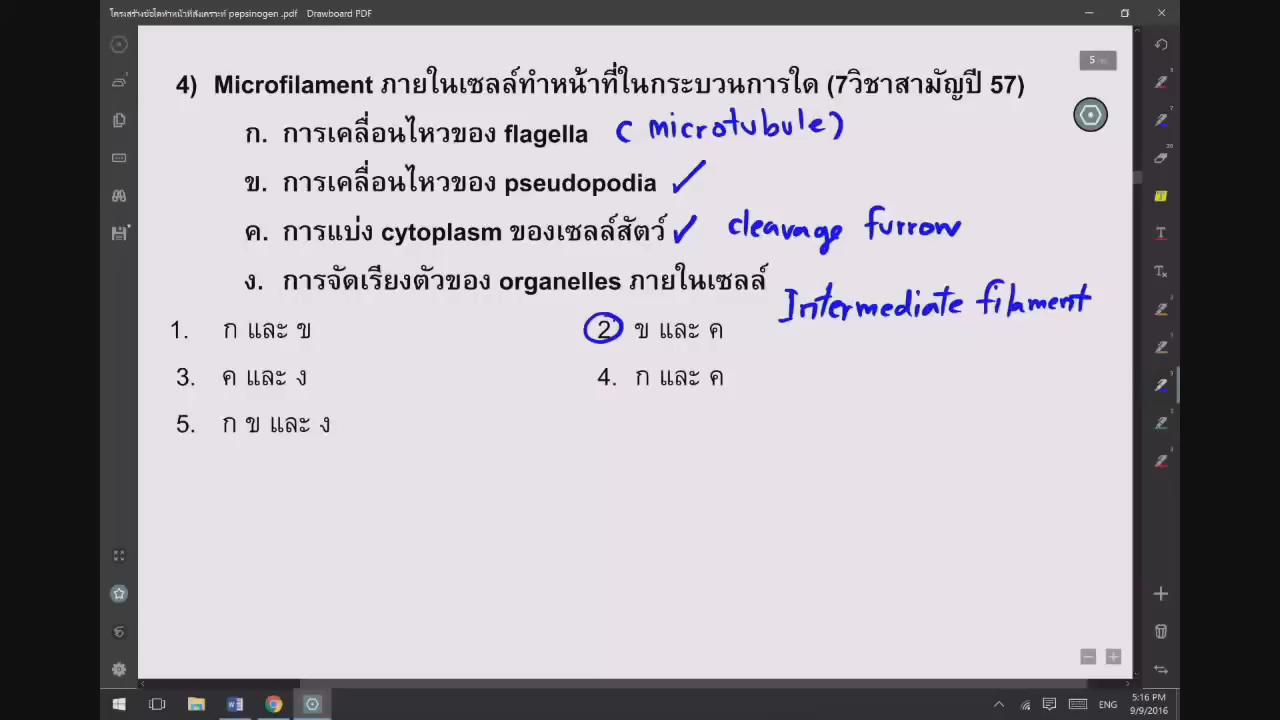 โครงสร้างข้อใดทำหน้าที่สังเคราะห์ pepsinogen .pdf - Drawboard PDF
5
4) Microfilament ภายในเซลล์ทำหน้าที่ในกระบวนการใด (7วิชาสามัญปี 57)
ก. การเคลื่อนไหวของ flagella ( microtubule)
ข. การเคลื่อนไหวของ pseudopodia ✓
ค. การแบ่ง cytoplasm ของเซลล์สัตว์ ✓ cleavage furrow
ง. การจัดเรียงตัวของ organelles ภายในเซลล์ Intermediate filament
1. ก และ ข 2 ข และ ค
3. ค และ ง 4. ก และ ค
5. ก ข และ ง
ENG
5:16 PM
9/9/2016